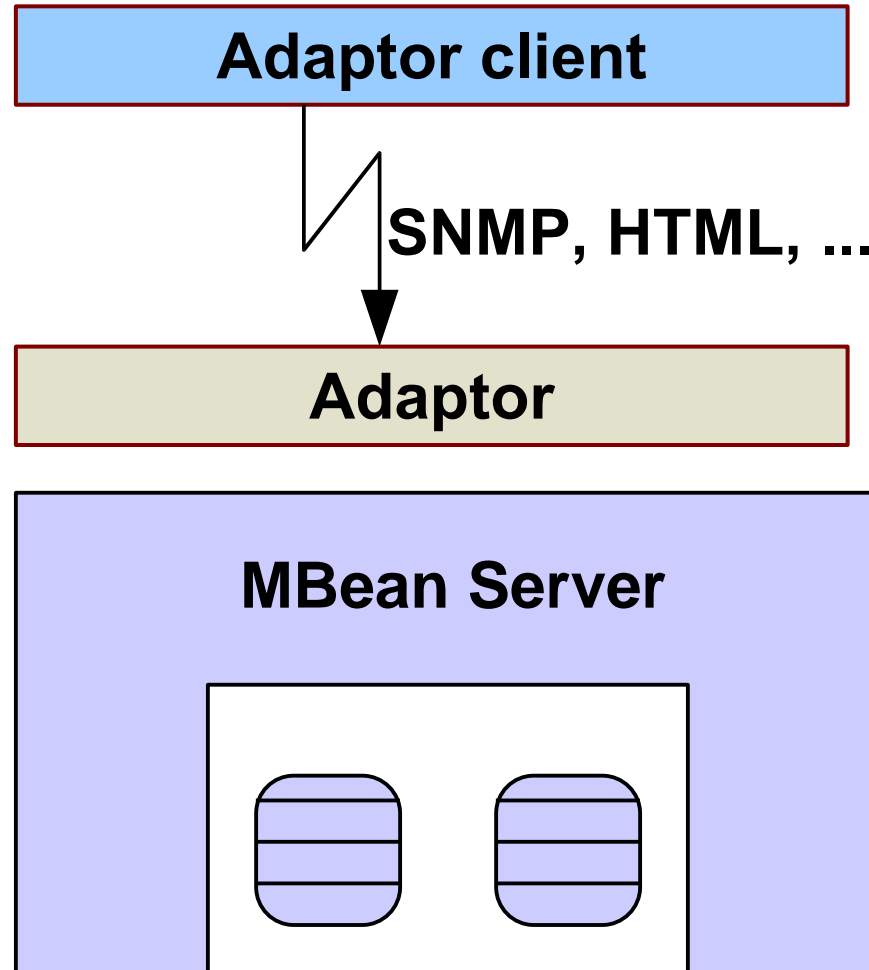 Adaptor client
SNMP, HTML, ...
Adaptor
MBean Server